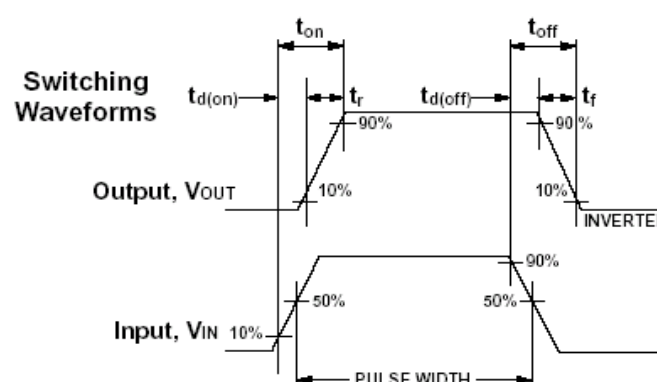 ton
toff
Switching
Waveforms
td(on)
tr
td(off)
tf
90%
90%
Output, VOUT
10%
10%
INVERTE
90%
50%
50%
Input, VIN
10%
PULSE WIDTH